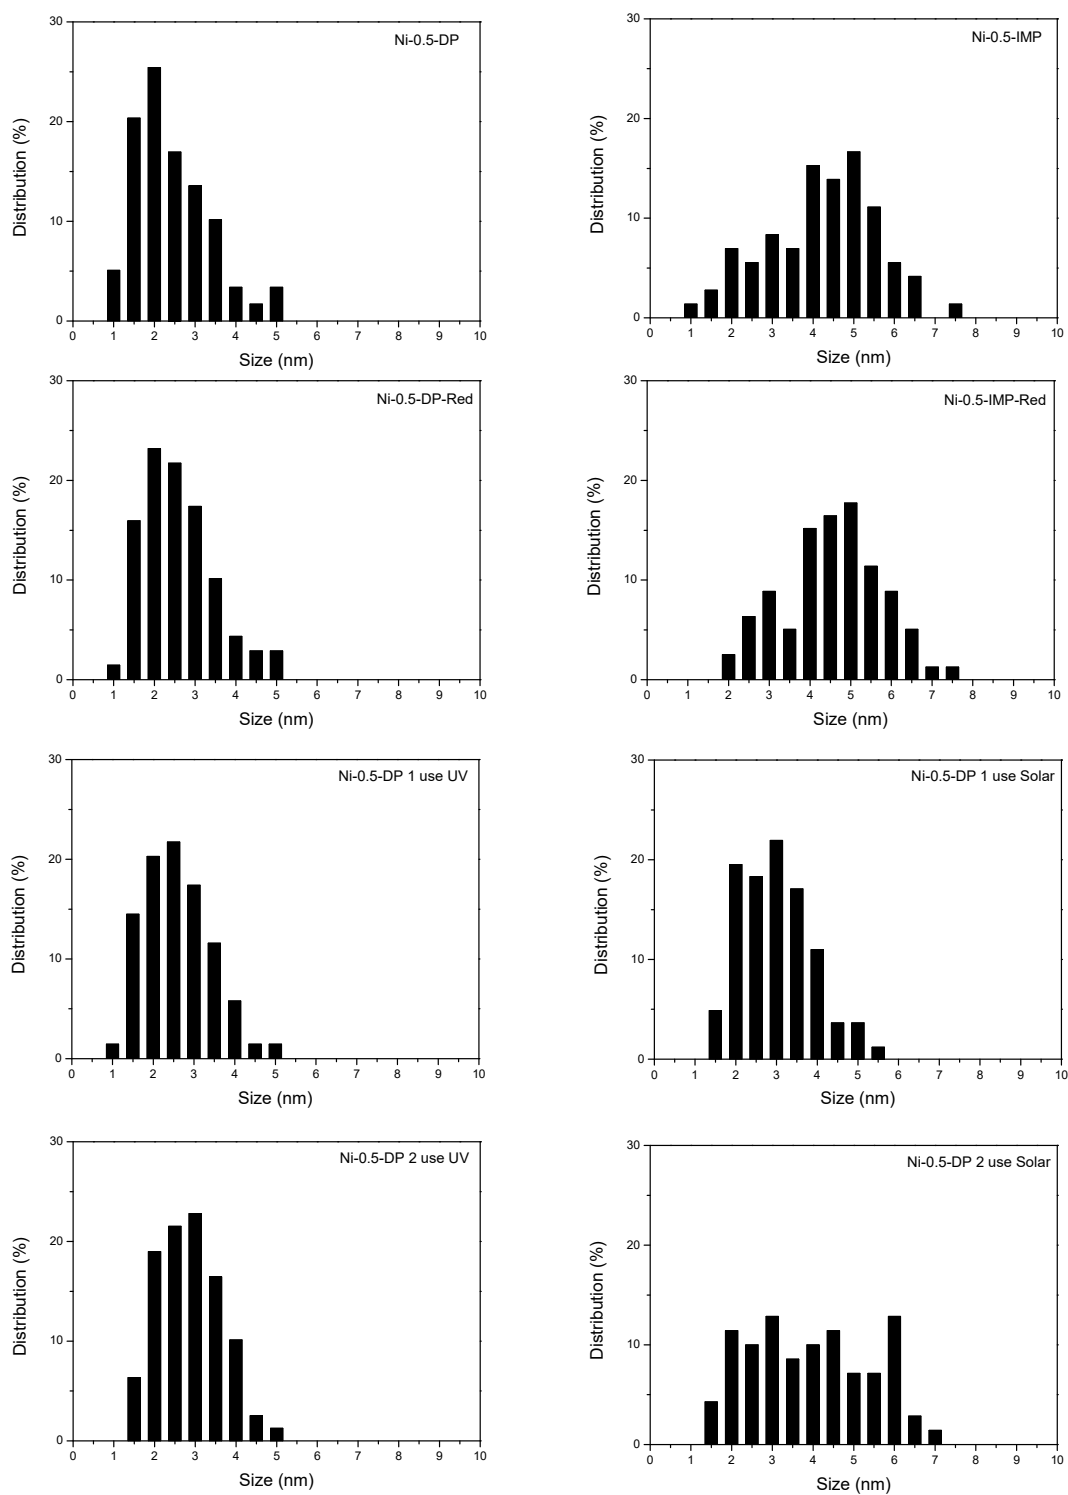 30
20
10
0
Distribution (%)
Ni-0.5-DP
0 1 2 3 4 5 6 7 8 9 10
Size (nm)
30
20
10
0
Distribution (%)
Ni-0.5-IMP
0 1 2 3 4 5 6 7 8 9 10
Size (nm)
30
20
10
0
Distribution (%)
Ni-0.5-DP-Red
0 1 2 3 4 5 6 7 8 9 10
Size (nm)
30
20
10
0
Distribution (%)
Ni-0.5-IMP-Red
0 1 2 3 4 5 6 7 8 9 10
Size (nm)
30
20
10
0
Distribution (%)
Ni-0.5-DP 1 use UV
0 1 2 3 4 5 6 7 8 9 10
Size (nm)
30
20
10
0
Distribution (%)
Ni-0.5-DP 1 use Solar
0 1 2 3 4 5 6 7 8 9 10
Size (nm)
30
20
10
0
Distribution (%)
Ni-0.5-DP 2 use UV
0 1 2 3 4 5 6 7 8 9 10
Size (nm)
30
20
10
0
Distribution (%)
Ni-0.5-DP 2 use Solar
0 1 2 3 4 5 6 7 8 9 10
Size (nm)